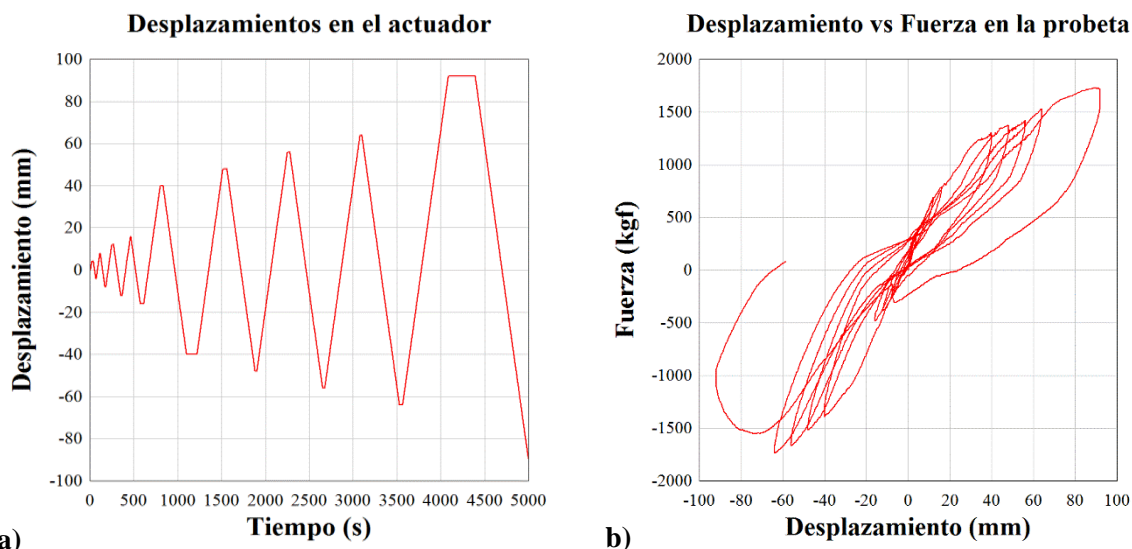 Desplazamientos en el actuador
Desplazamiento (mm)
100
80
60
40
20
0
-20
-40
-60
-80
-100
0 500 1000 1500 2000 2500 3000 3500 4000 4500 5000
Tiempo (s)
a)
Desplazamiento vs Fuerza en la probeta
Fuerza (kgf)
2000
1500
1000
500
0
-500
-1000
-1500
-2000
-100 -80 -60 -40 -20 0 20 40 60 80 100
Desplazamiento (mm)
b)